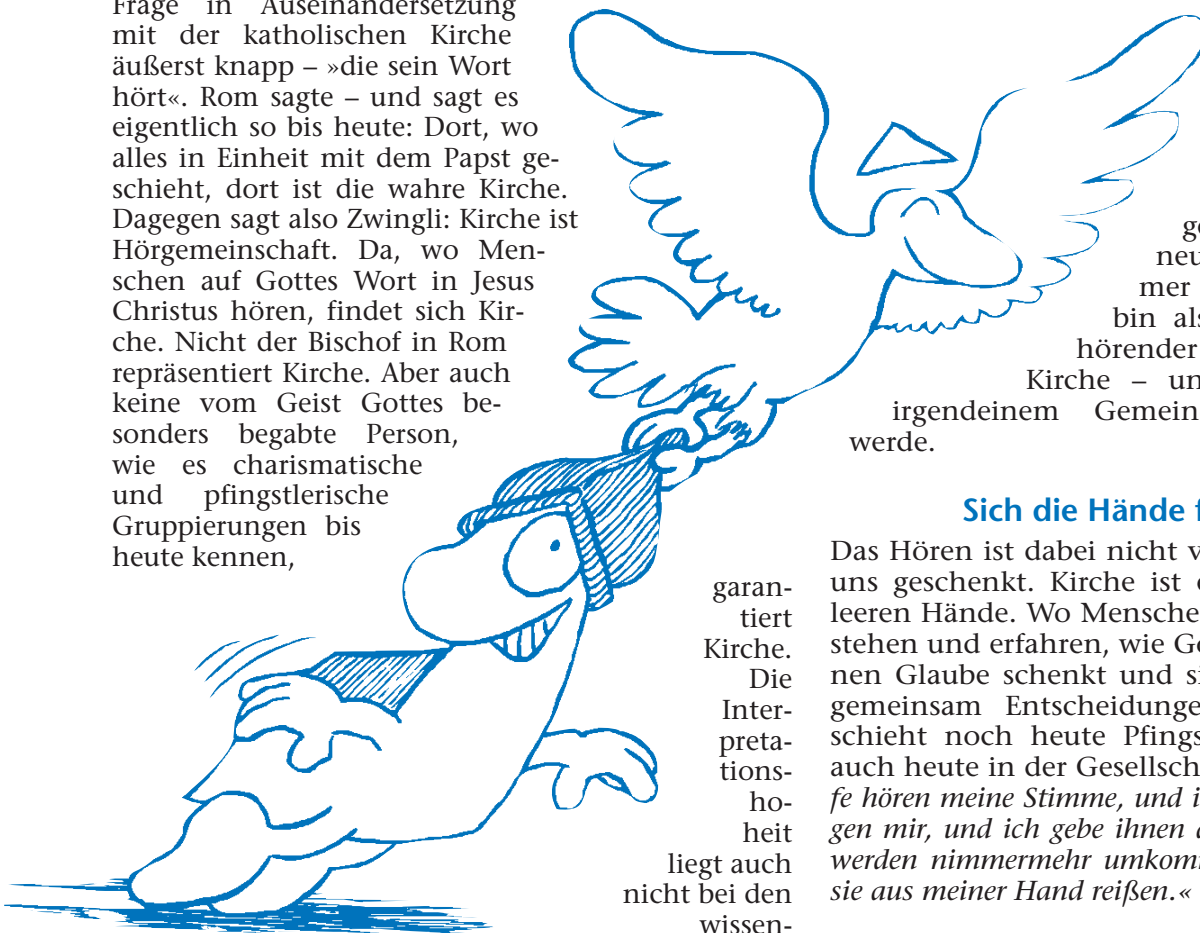 Frage in Auseinandersetzung
mit der katholischen Kirche
äußerst knapp – »die sein Wort
hört«. Rom sagte – und sagt es
eigentlich so bis heute: Dort, wo
alles in Einheit mit dem Papst ge-
schieht, dort ist die wahre Kirche.
Dagegen sagt also Zwingli: Kirche ist
Hörgemeinschaft. Da, wo Men-
schen auf Gottes Wort in Jesus
Christus hören, findet sich Kir-
che. Nicht der Bischof in Rom
repräsentiert Kirche. Aber auch
keine vom Geist Gottes be-
sonders begabte Person,
wie es charismatische
und pfingstlerische
Gruppierungen bis
heute kennen,
garan-
tiert
Kirche.
Die
Inter-
preta-
tions-
ho-
heit
liegt auch
nicht bei den
wissen-
neu
mer
bin als
hörender
Kirche – un
irgendeinem Gemein
werde.
Sich die Hände f
Das Hören ist dabei nicht v
uns geschenkt. Kirche ist
leeren Hände. Wo Mensche
stehen und erfahren, wie Go
nen Glaube schenkt und si
gemeinsam Entscheidunge
schieht noch heute Pfings
auch heute in der Gesellsch
fe hören meine Stimme, und i
gen mir, und ich gebe ihnen
werden nimmermehr umkom
sie aus meiner Hand reißen.«